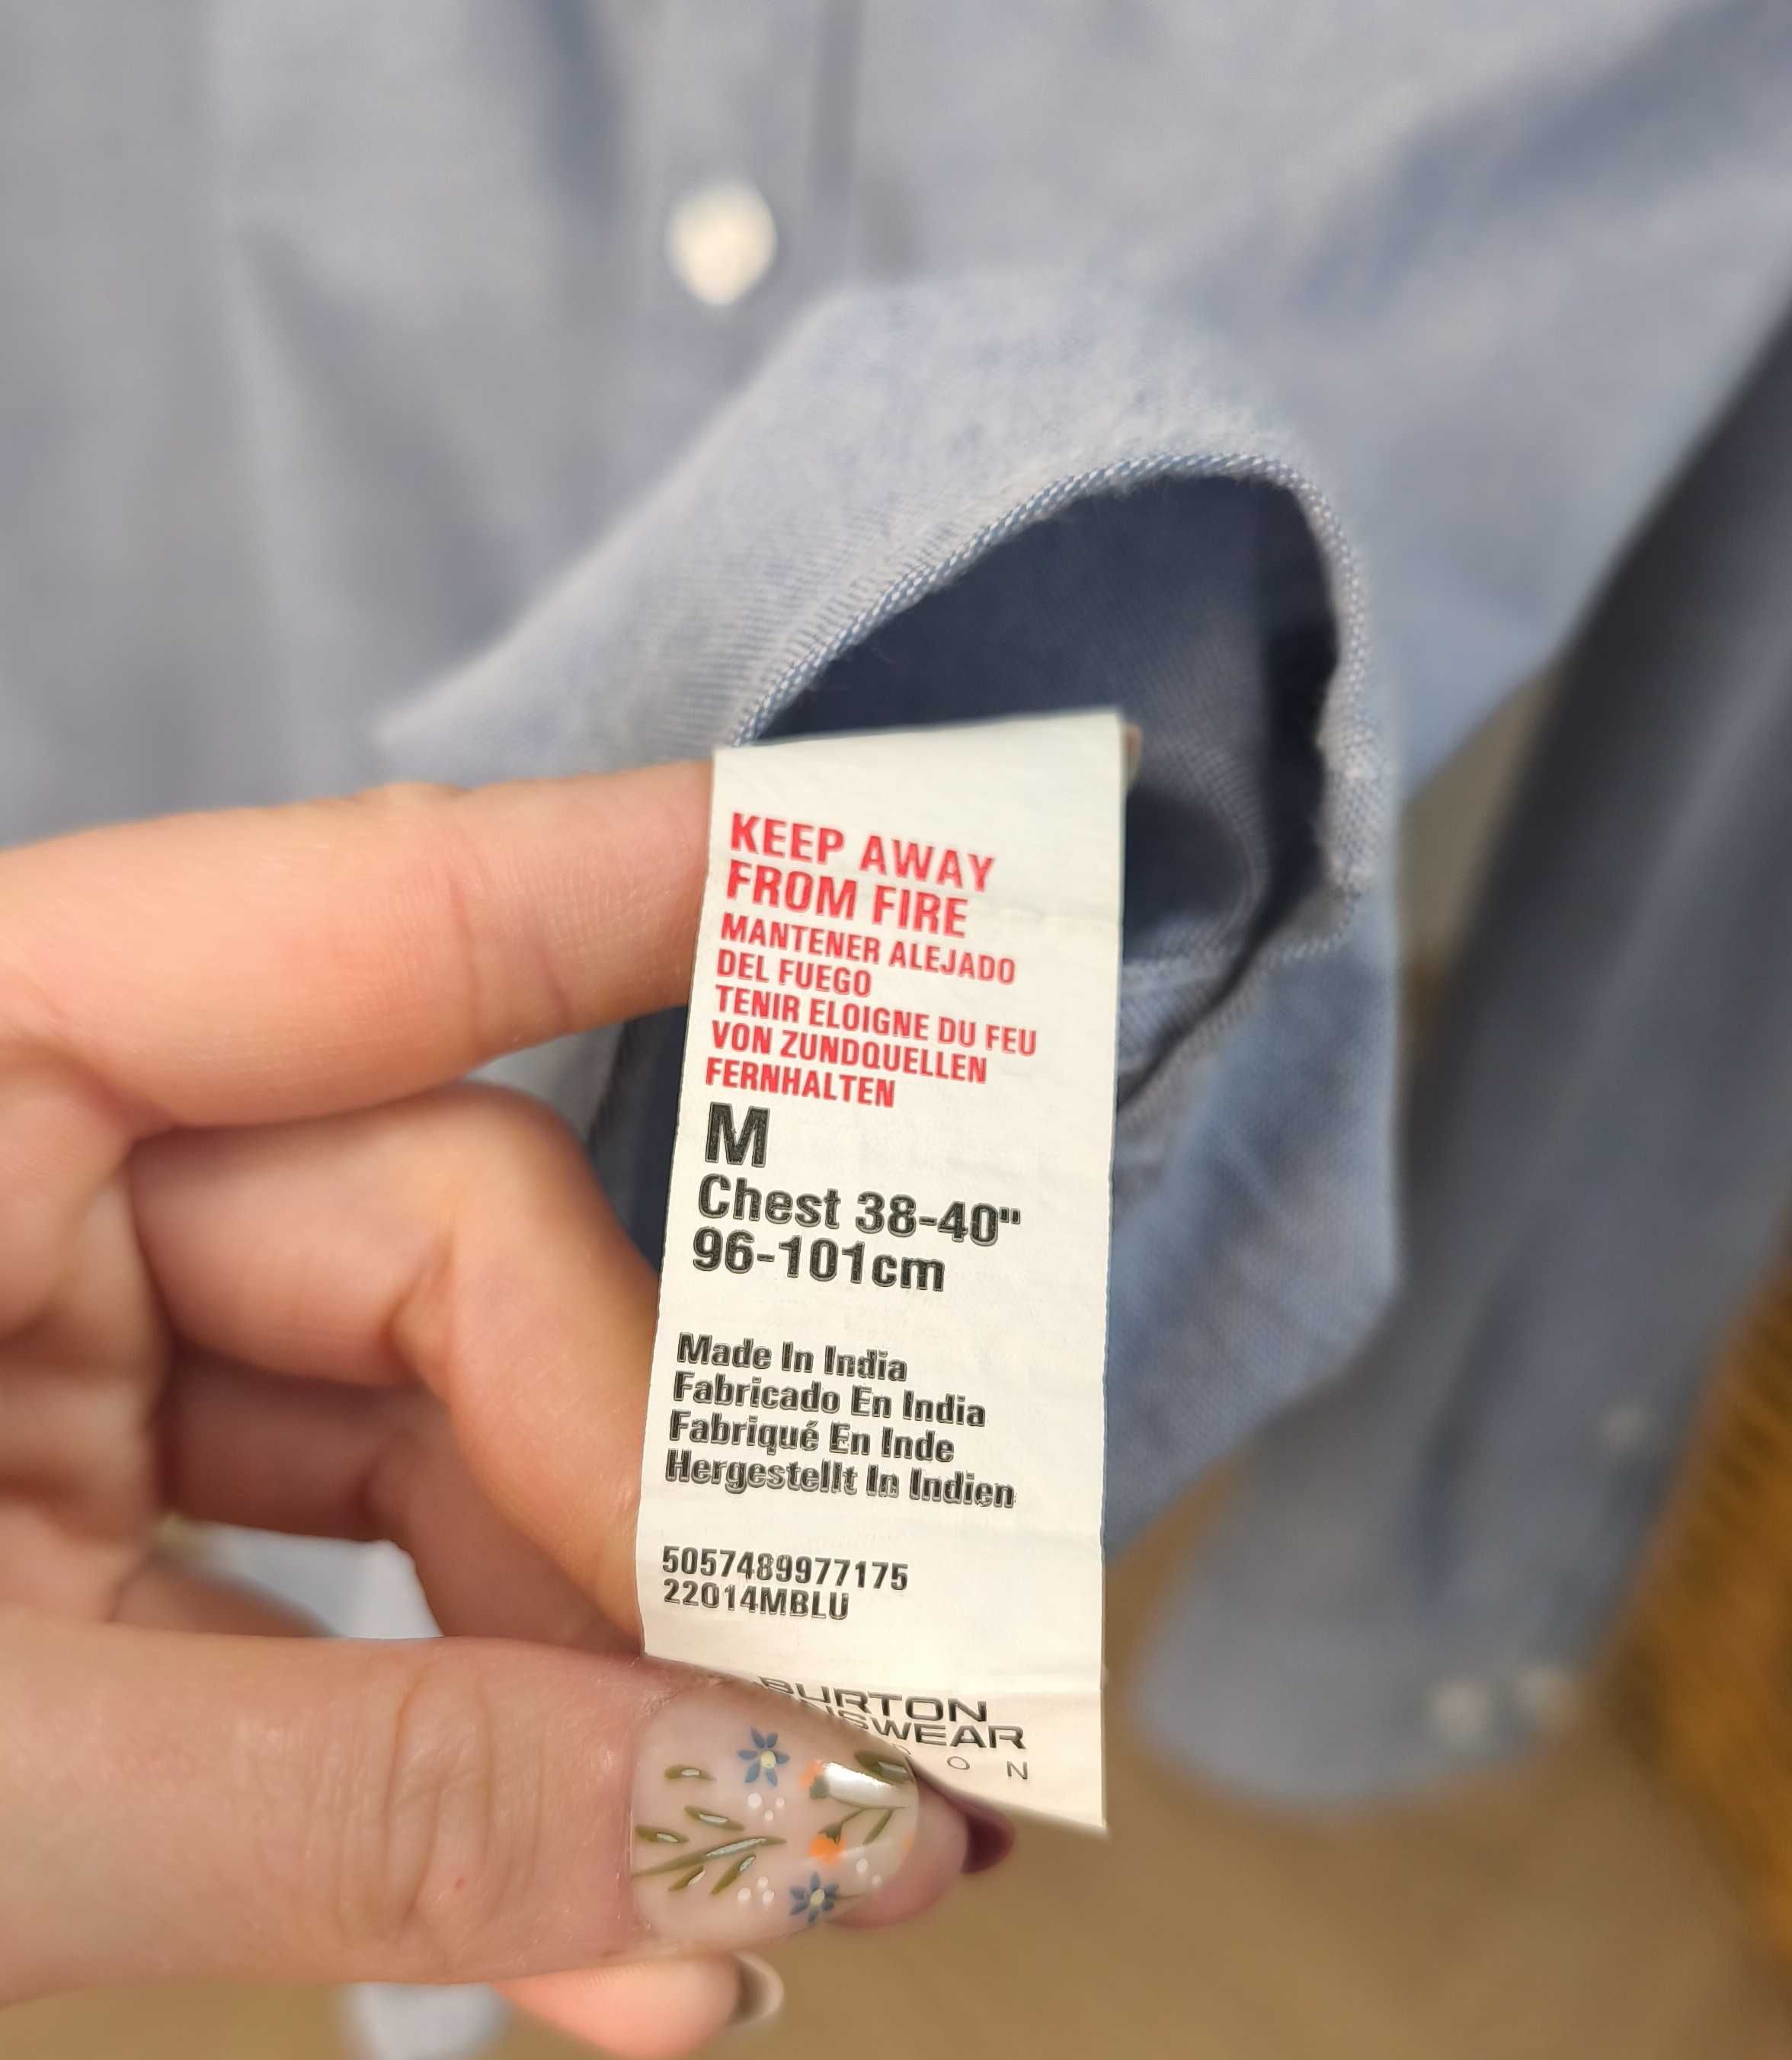 KEEP AWAY
FROM FIRE
MANTENER ALEJADO
DEL FUEGO
TENIR ELOIGNE DU FEU
VON ZUNDQUELLEN
FERNHALTEN
M
Chest 38-40"
96-101cm
Made In India
Fabricado En India
Fabriqué En Inde
Hergestellt In Indien
5057489977175
22014MBLU
BURTON